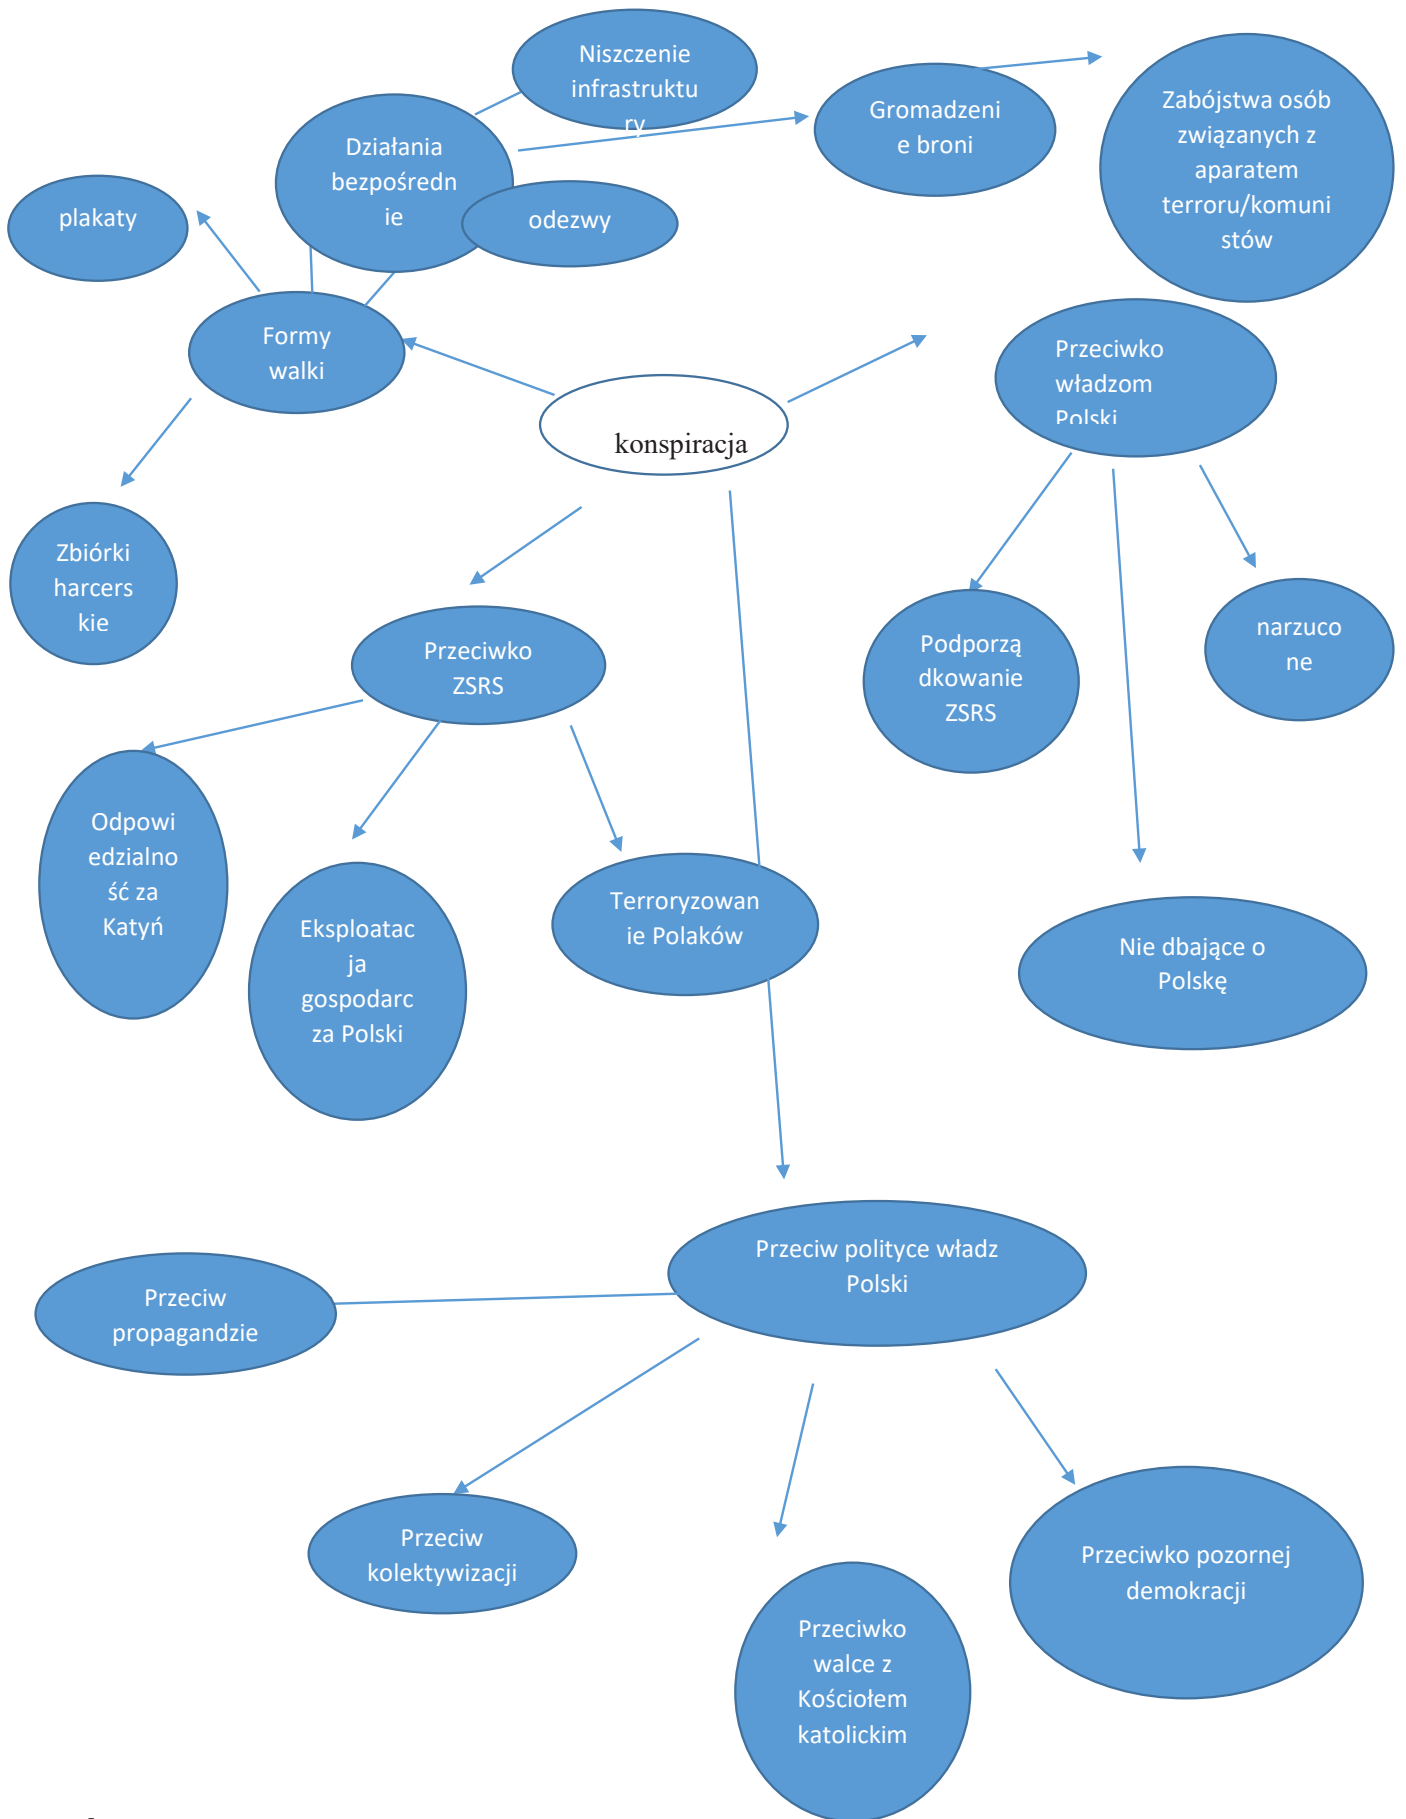 Niszczenie
infrastruktu
ry
Działania
bezpośredn
ie
Gromadzeni
e broni
Zabójstwa osób
związanych z
aparatem
terroru/komuni
stów
plakaty
odezwy
Formy
walki
Przeciwko
władzom
Polski
konspiracja
Zbiórki
harcers
kie
Przeciwko
ZSRS
Podporzą
dkowanie
ZSRS
narzuco
ne
Odpowi
edzialno
ść za
Katyń
Eksploatac
ja
gospodarc
za Polski
Terroryzowan
ie Polaków
Nie dbające o
Polskę
Przeciw polityce władz
Polski
Przeciw
propagandzie
Przeciw
kolektywizacji
Przeciwko
walce z
Kościołem
katolickim
Przeciwko pozornej
demokracji